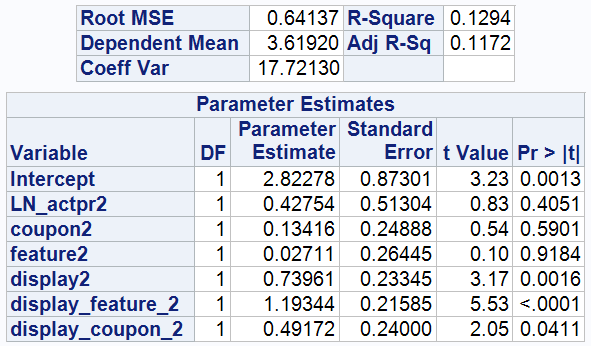 Root MSE 0.64137 R-Square 0.1294
Dependent Mean 3.61920 Adj R-Sq 0.1172
Coeff Var 17.72130
Parameter Estimates
Variable DF Parameter Estimate Standard Error t Value Pr > |t|
Intercept 1 2.82278 0.87301 3.23 0.0013
LN_actpr2 1 0.42754 0.51304 0.83 0.4051
coupon2 1 0.13416 0.24888 0.54 0.5901
feature2 1 0.02711 0.26445 0.10 0.9184
display2 1 0.73961 0.23345 3.17 0.0016
display_feature_2 1 1.19344 0.21585 5.53 <.0001
display_coupon_2 1 0.49172 0.24000 2.05 0.0411